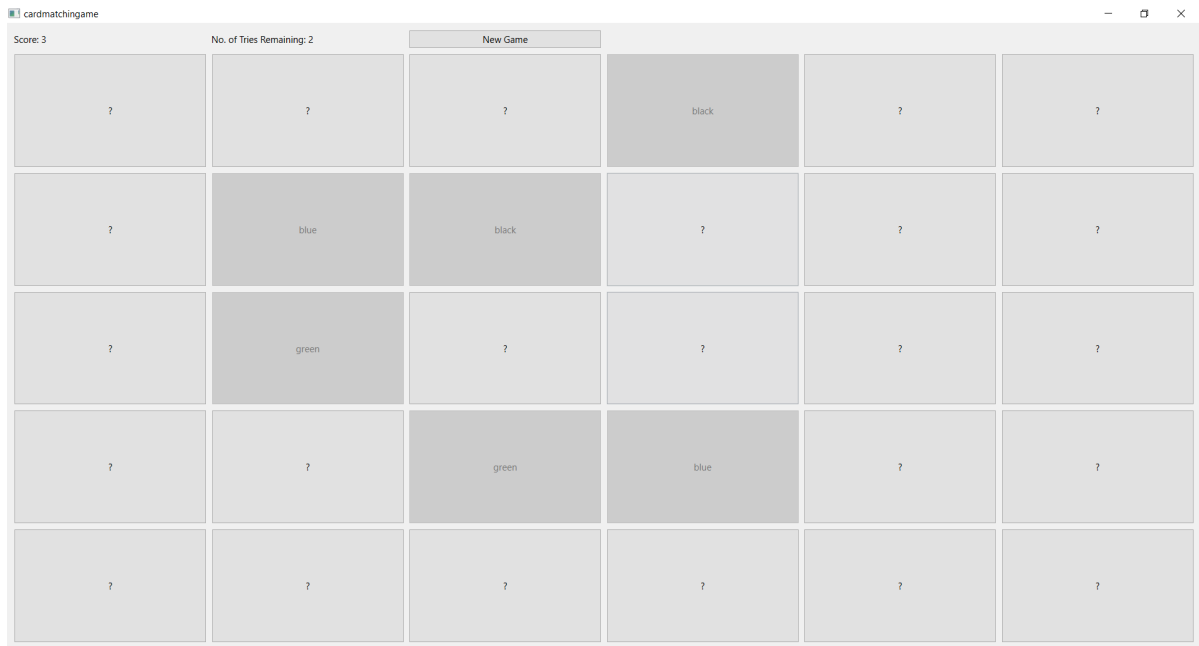 cardmatchingame
Score: 3 No. of Tries Remaining: 2 New Game
? ? ? black ? ?
? blue black ? ? ?
? green ? ? ? ?
? ? green blue ? ?
? ? ? ? ? ?